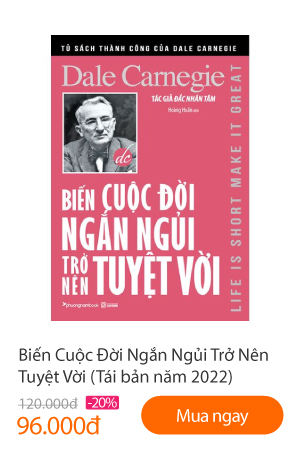 TỦ SÁCH THÀNH CÔNG CỦA DALE CARNEGIE
Dale Carnegie
TÁC GIẢ ĐẮC NHÂN TÂM
dc
BIẾN CUỘC ĐỜI
NGẮN NGỦI
TRỞ NÊN TUYỆT VỜI
LIFE IS SHORT MAKE IT GREAT
phuongnambook
Biến Cuộc Đời Ngắn Ngủi Trở Nên
Tuyệt Vời (Tái bản năm 2022)
120.000đ -20%
96.000đ
Mua ngay